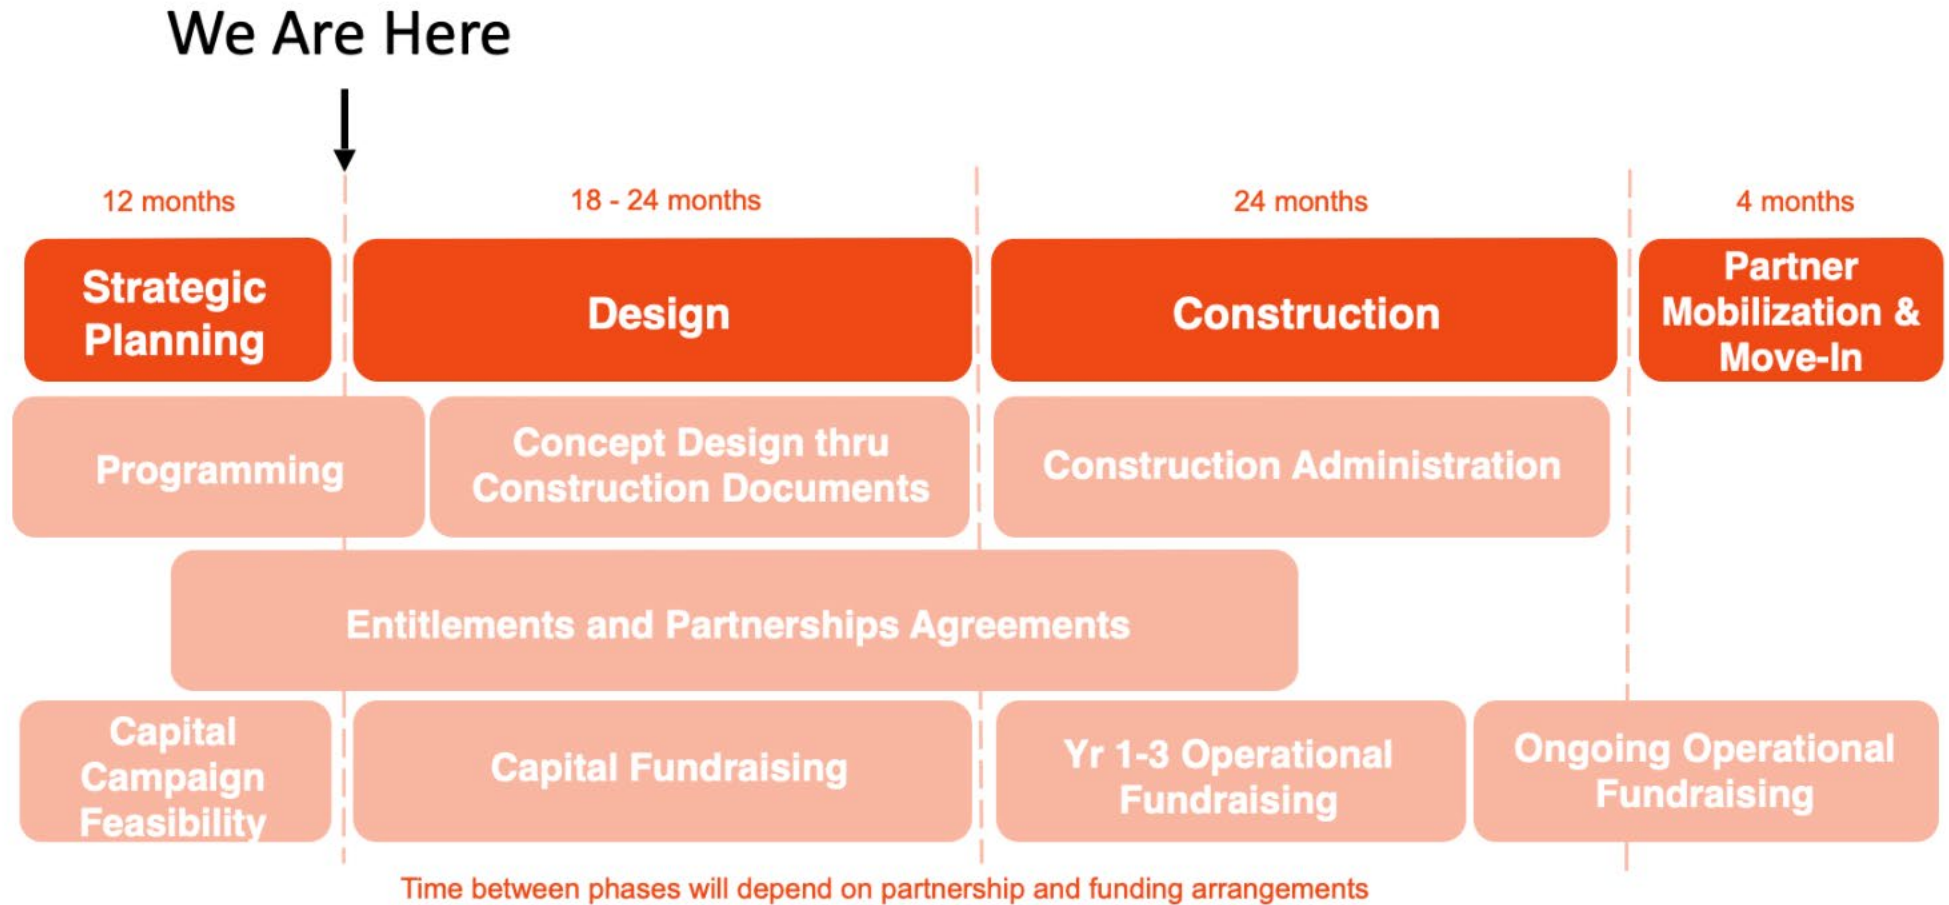 We Are Here
12 months
18 - 24 months
24 months
4 months
Strategic
Planning
Design
Construction
Partner
Mobilization &
Move-In
Programming
Concept Design thru
Construction Documents
Construction Administration
Entitlements and Partnerships Agreements
Capital
Campaign
Feasibility
Capital Fundraising
Yr 1-3 Operational
Fundraising
Ongoing Operational
Fundraising
Time between phases will depend on partnership and funding arrangements